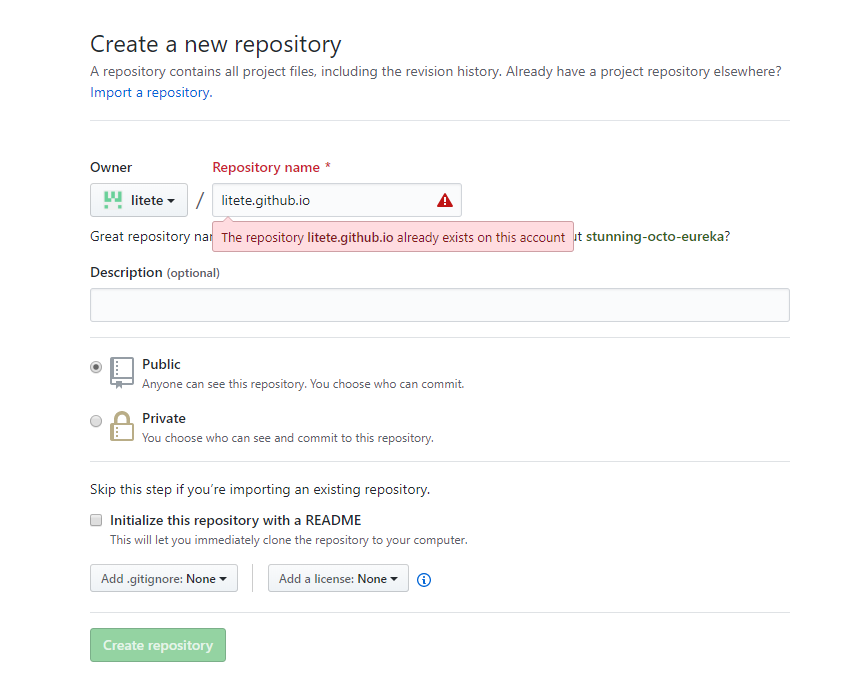 Create a new repository
A repository contains all project files, including the revision history. Already have a project repository elsewhere?
Import a repository.
Owner
Repository name *
litete
/
litete.github.io
The repository litete.github.io already exists on this account
Great repository stunning-octo-eureka?
Description (optional)
Public
Anyone can see this repository. You choose who can commit.
Private
You choose who can see and commit to this repository.
Skip this step if you’re importing an existing repository.
Initialize this repository with a README
This will let you immediately clone the repository to your computer.
Add .gitignore: None
Add a license: None
Create repository